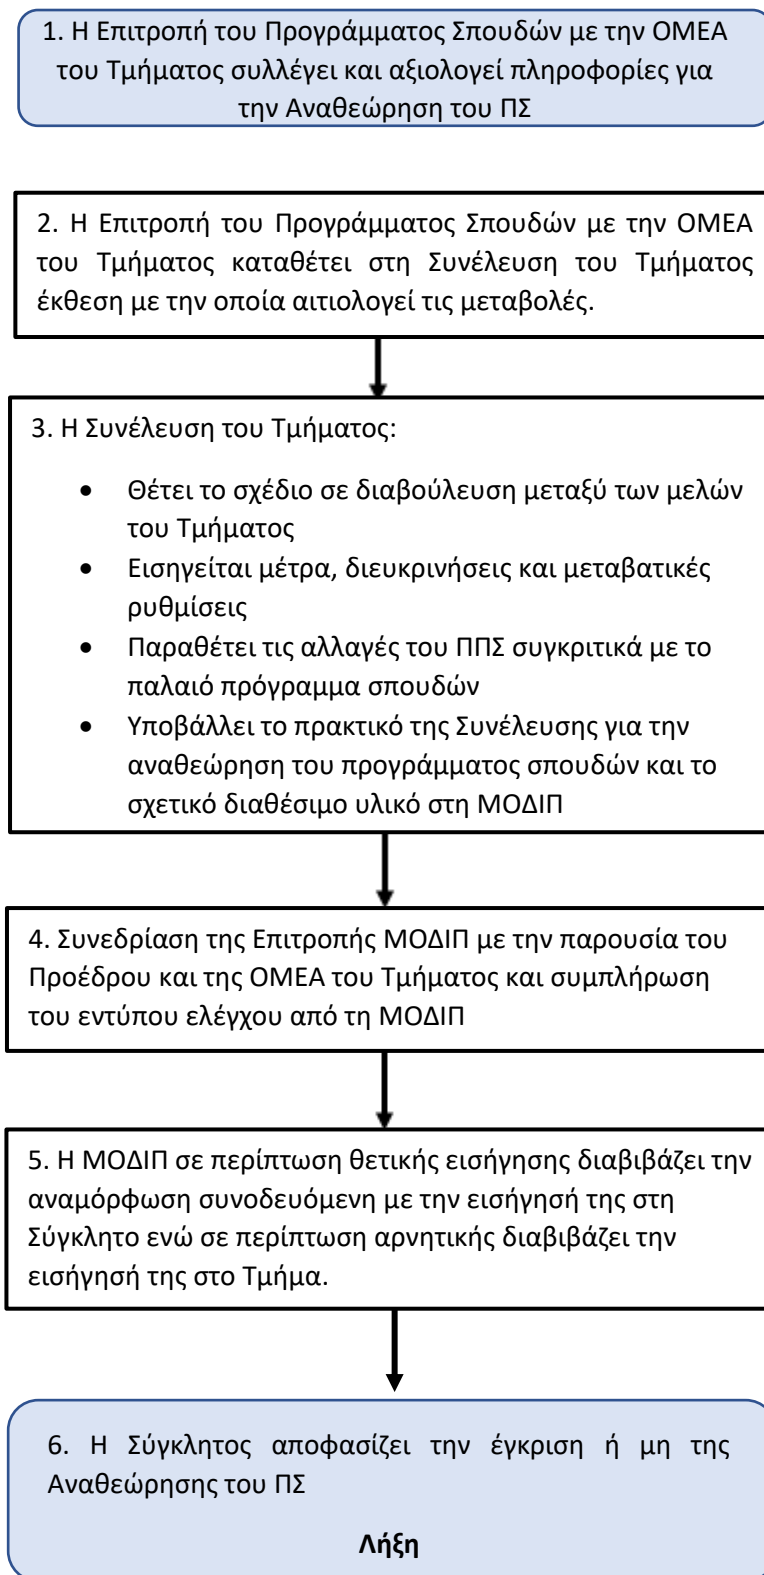 1. Η Επιτροπή του Προγράμματος Σπουδών με την ΟΜΕΑ
του Τμήματος συλλέγει και αξιολογεί πληροφορίες για
την Αναθεώρηση του ΠΣ
2. Η Επιτροπή του Προγράμματος Σπουδών με την ΟΜΕΑ
του Τμήματος καταθέτει στη Συνέλευση του Τμήματος
έκθεση με την οποία αιτιολογεί τις μεταβολές.
3. Η Συνέλευση του Τμήματος:
• Θέτει το σχέδιο σε διαβούλευση μεταξύ των μελών
του Τμήματος
• Εισηγείται μέτρα, διευκρινήσεις και μεταβατικές
ρυθμίσεις
• Παραθέτει τις αλλαγές του ΠΠΣ συγκριτικά με το
παλαιό πρόγραμμα σπουδών
• Υποβάλλει το πρακτικό της Συνέλευσης για την
αναθεώρηση του προγράμματος σπουδών και το
σχετικό διαθέσιμο υλικό στη ΜΟΔΙΠ
4. Συνεδρίαση της Επιτροπής ΜΟΔΙΠ με την παρουσία του
Προέδρου και της ΟΜΕΑ του Τμήματος και συμπλήρωση
του εντύπου ελέγχου από τη ΜΟΔΙΠ
5. Η ΜΟΔΙΠ σε περίπτωση θετικής εισήγησης διαβιβάζει την
αναμόρφωση συνοδευόμενη με την εισήγησή της στη
Σύγκλητο ενώ σε περίπτωση αρνητικής διαβιβάζει την
εισήγησή της στο Τμήμα.
6. Η Σύγκλητος αποφασίζει την έγκριση ή μη της
Αναθεώρησης του ΠΣ
Λήξη